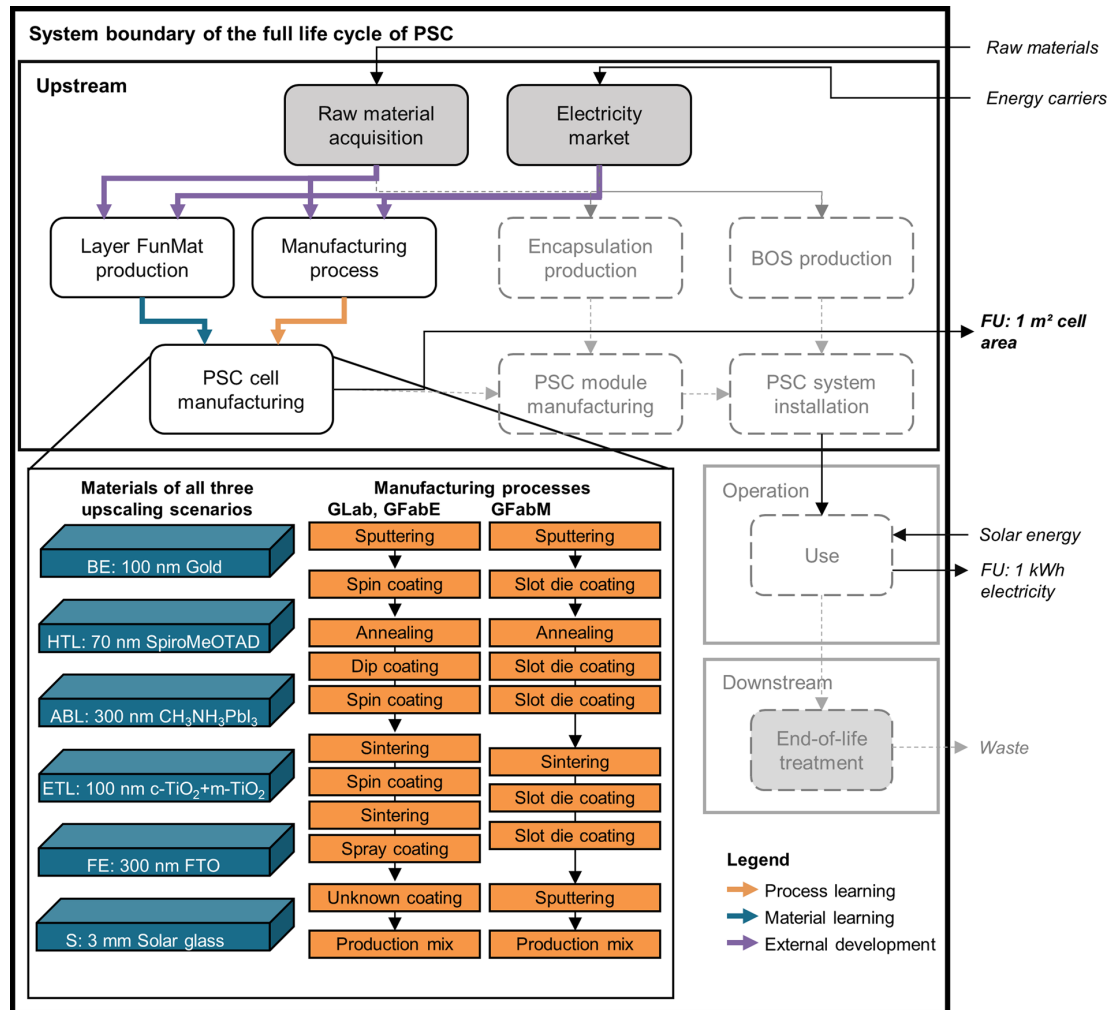 System boundary of the full life cycle of PSC
Raw materials
Upstream
Energy carriers
Raw material
acquisition
Electricity
market
Layer FunMat
production
Manufacturing
process
Encapsulation
production
BOS production
FU: 1 m² cell
area
PSC cell
manufacturing
PSC module
manufacturing
PSC system
installation
Materials of all three
upscaling scenarios
BE: 100 nm Gold
HTL: 70 nm SpiroMeOTAD
ABL: 300 nm CH₃NH₃PbI₃
ETL: 100 nm c-TiO₂+m-TiO₂
FE: 300 nm FTO
S: 3 mm Solar glass
Manufacturing processes
GLab, GFabE
Sputtering
Spin coating
Annealing
Dip coating
Spin coating
Sintering
Spin coating
Sintering
Spray coating
Unknown coating
Production mix
GFabM
Sputtering
Slot die coating
Annealing
Slot die coating
Slot die coating
Sintering
Slot die coating
Slot die coating
Sputtering
Production mix
Operation
Use
Solar energy
FU: 1 kWh
electricity
Downstream
End-of-life
treatment
Waste
Legend
Process learning
Material learning
External development